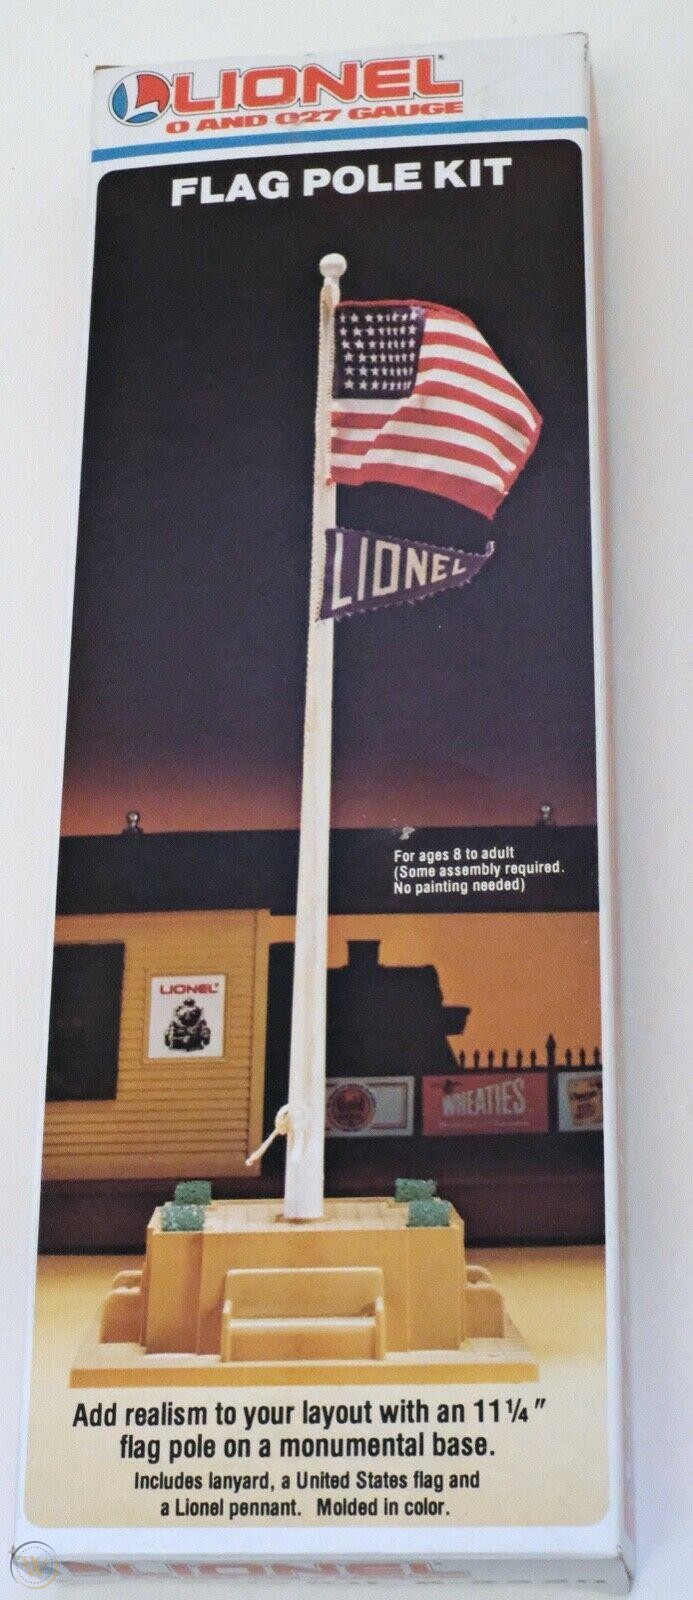 LIONEL®
O AND O27 GAUGE
FLAG POLE KIT
LIONEL
For ages 8 to adult
(Some assembly required.
No painting needed)
LIONEL®
WHEATIES
Add realism to your layout with an 11¼"
flag pole on a monumental base.
Includes lanyard, a United States flag and
a Lionel pennant. Molded in color.
LIONEL